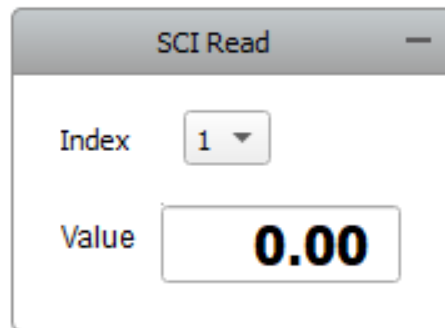 SCI Read
Index 1
Value 0.00